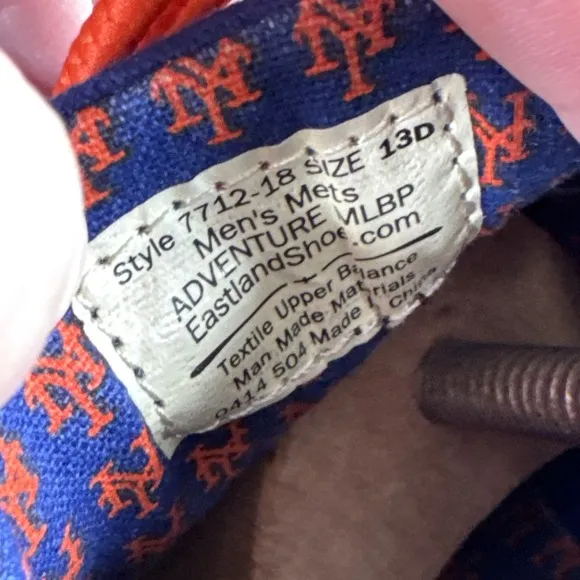 Style 7712-18 SIZE 13D
Men's Mets
ADVENTURE MLBP
EastlandShoe.com
Textile Upper Balance
Man Made Materials
0414 504 Made China